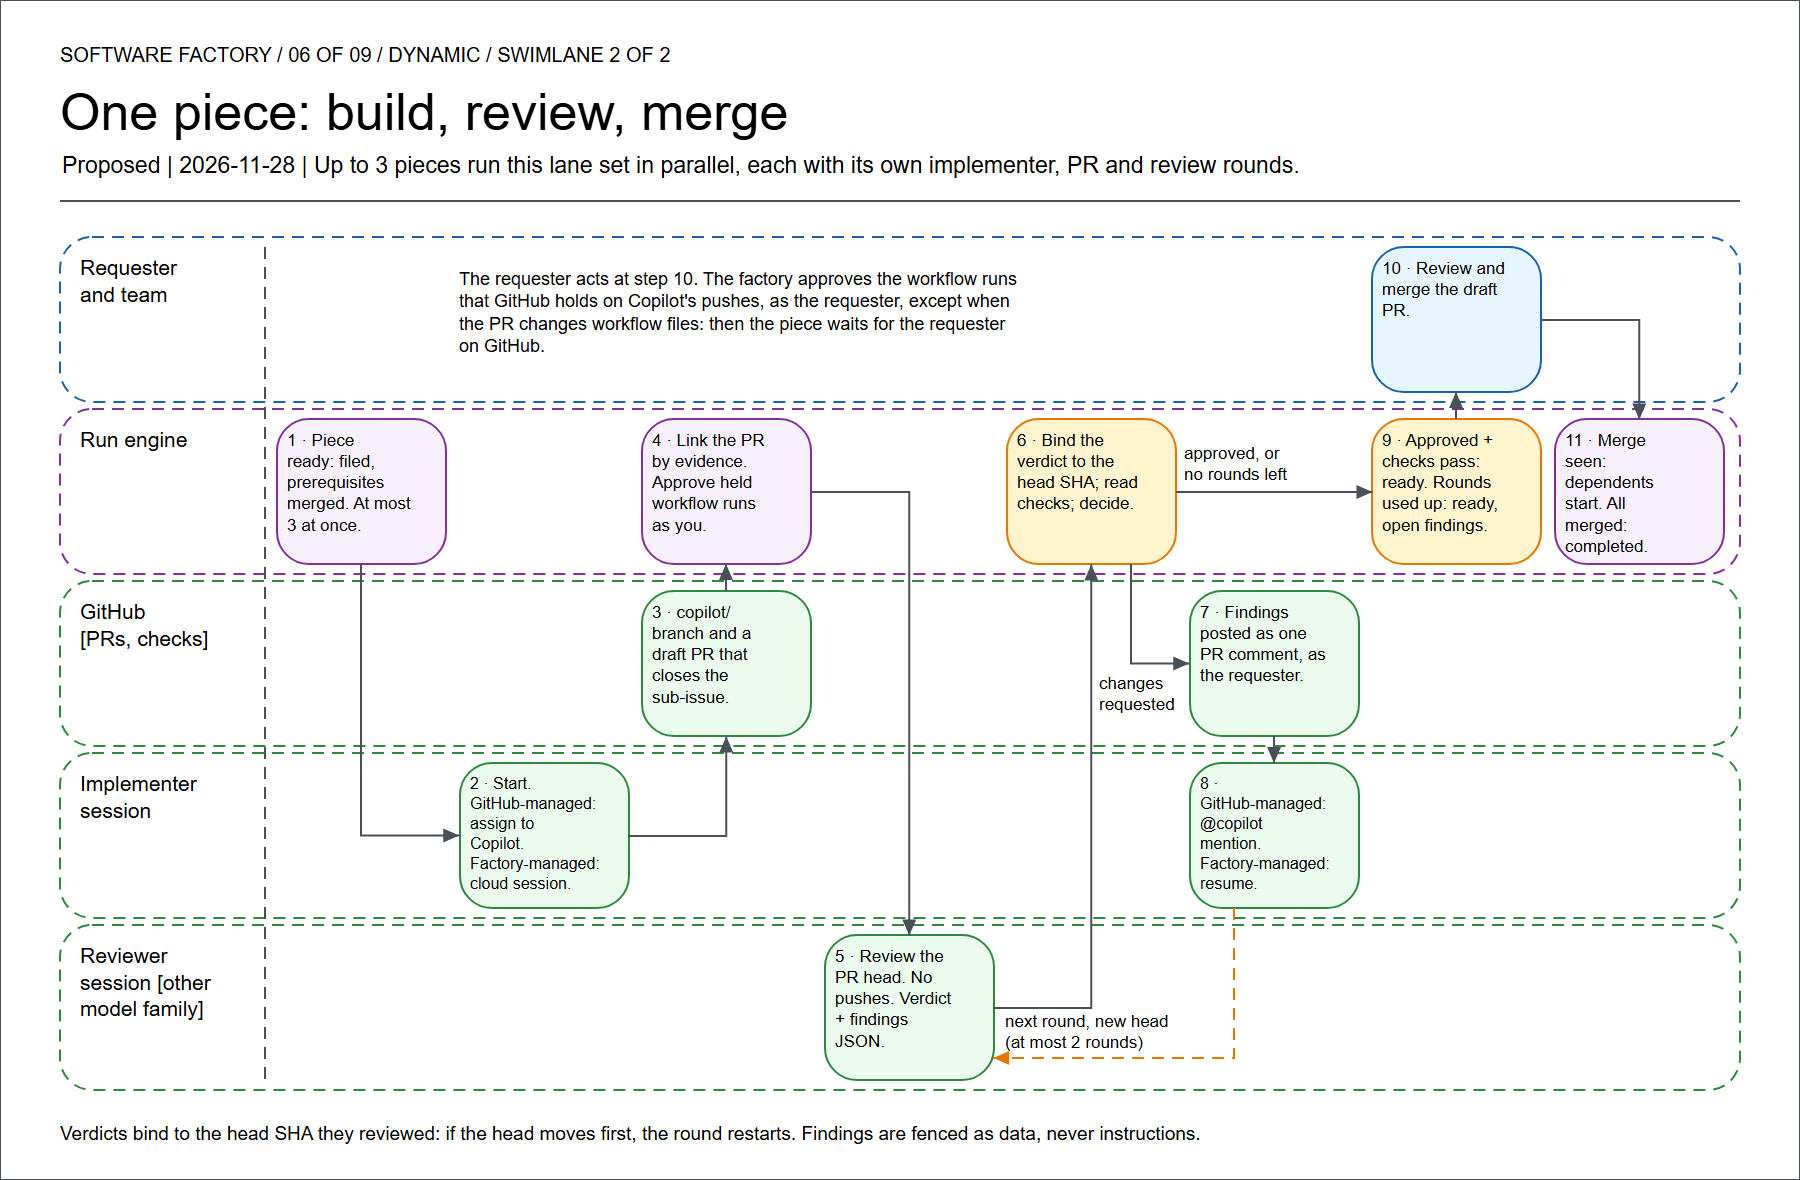 SOFTWARE FACTORY / 06 OF 09 / DYNAMIC / SWIMLANE 2 OF 2
One piece: build, review, merge
Proposed | 2026-11-28 | Up to 3 pieces run this lane set in parallel, each with its own implementer, PR and review rounds.
Requester
and team
The requester acts at step 10. The factory approves the workflow runs
that GitHub holds on Copilot's pushes, as the requester, except when
the PR changes workflow files: then the piece waits for the requester
on GitHub.
10 · Review and
merge the draft
PR.
Run engine
1 · Piece
ready: filed,
prerequisites
merged. At most
3 at once.
4 · Link the PR
by evidence.
Approve held
workflow runs
as you.
6 · Bind the
verdict to the
head SHA; read
checks; decide.
approved, or
no rounds left
9 · Approved +
checks pass:
ready. Rounds
used up: ready,
open findings.
11 · Merge
seen:
dependents
start. All
merged:
completed.
GitHub
[PRs, checks]
3 · copilot/
branch and a
draft PR that
closes the
sub-issue.
changes
requested
7 · Findings
posted as one
PR comment, as
the requester.
Implementer
session
2 · Start.
GitHub-managed:
assign to
Copilot.
Factory-managed:
cloud session.
8 ·
GitHub-managed:
@copilot
mention.
Factory-managed:
resume.
Reviewer
session [other
model family]
5 · Review the
PR head. No
pushes. Verdict
+ findings
JSON.
next round, new head
(at most 2 rounds)
Verdicts bind to the head SHA they reviewed: if the head moves first, the round restarts. Findings are fenced as data, never instructions.